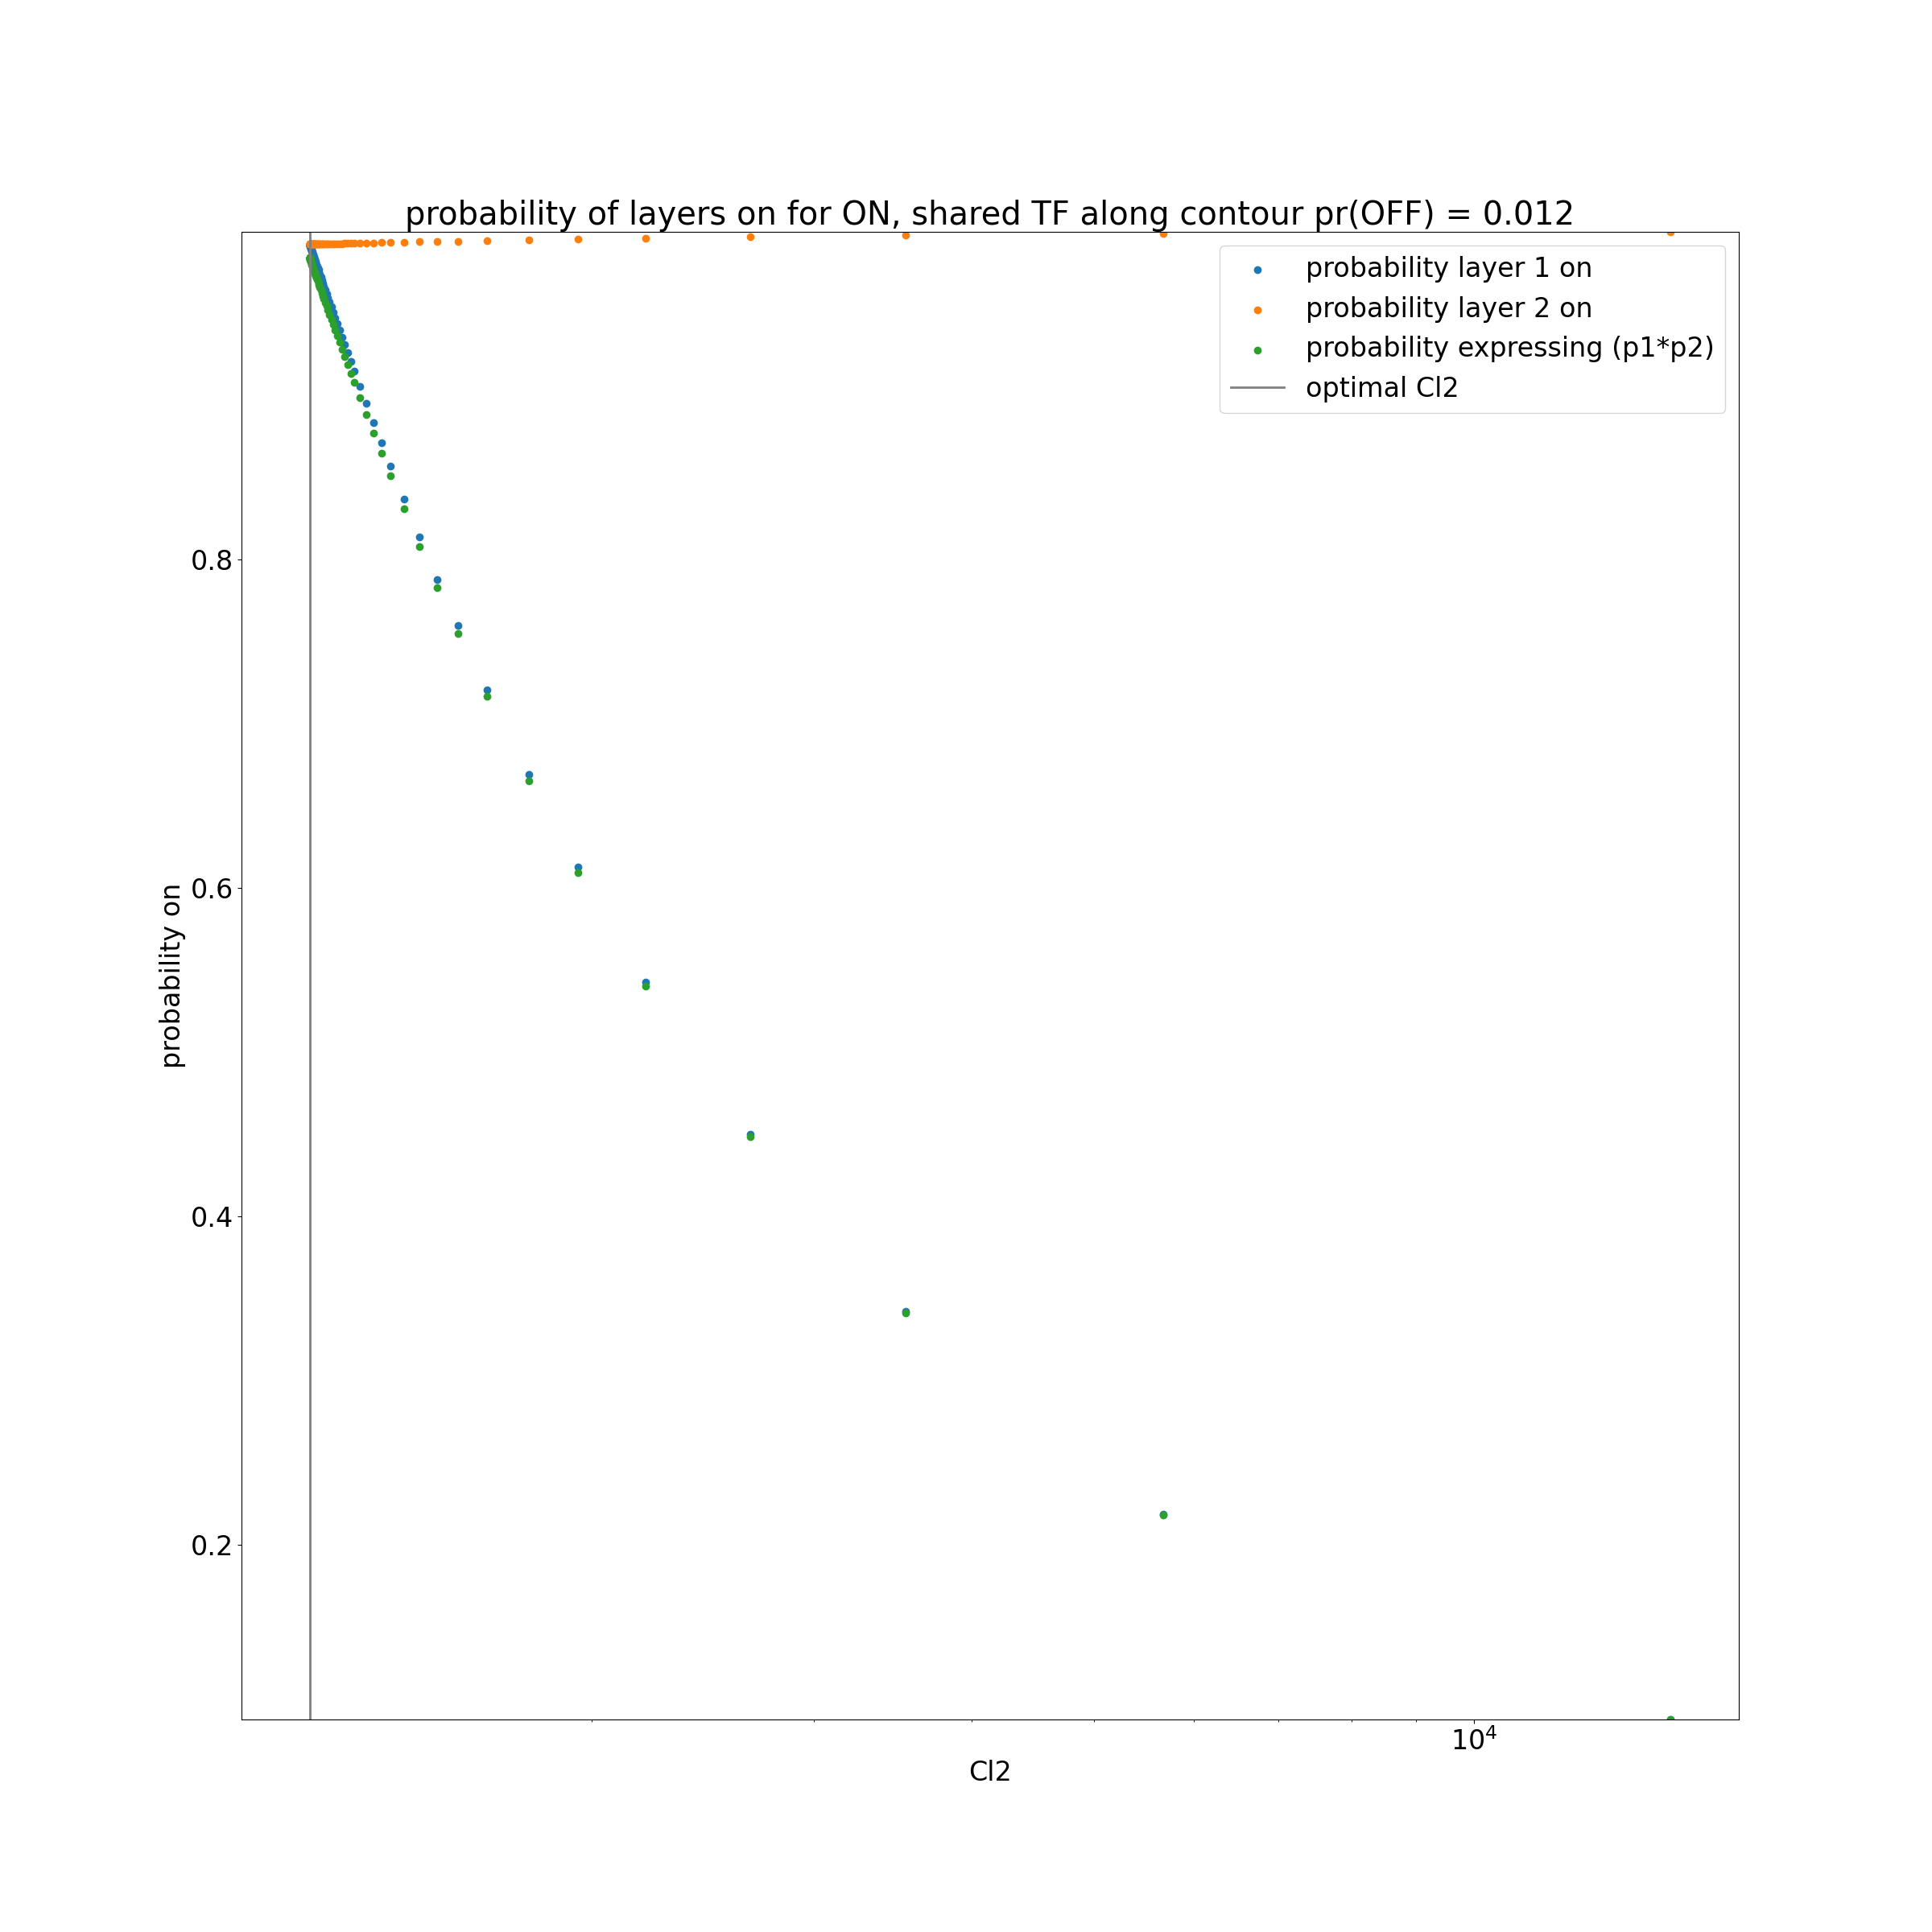 probability of layers on for ON, shared TF along contour pr(OFF) = 0.012
probability layer 1 on
probability layer 2 on
probability expressing (p1*p2)
optimal Cl2
probability on
0.8
0.6
0.4
0.2
10⁴
Cl2